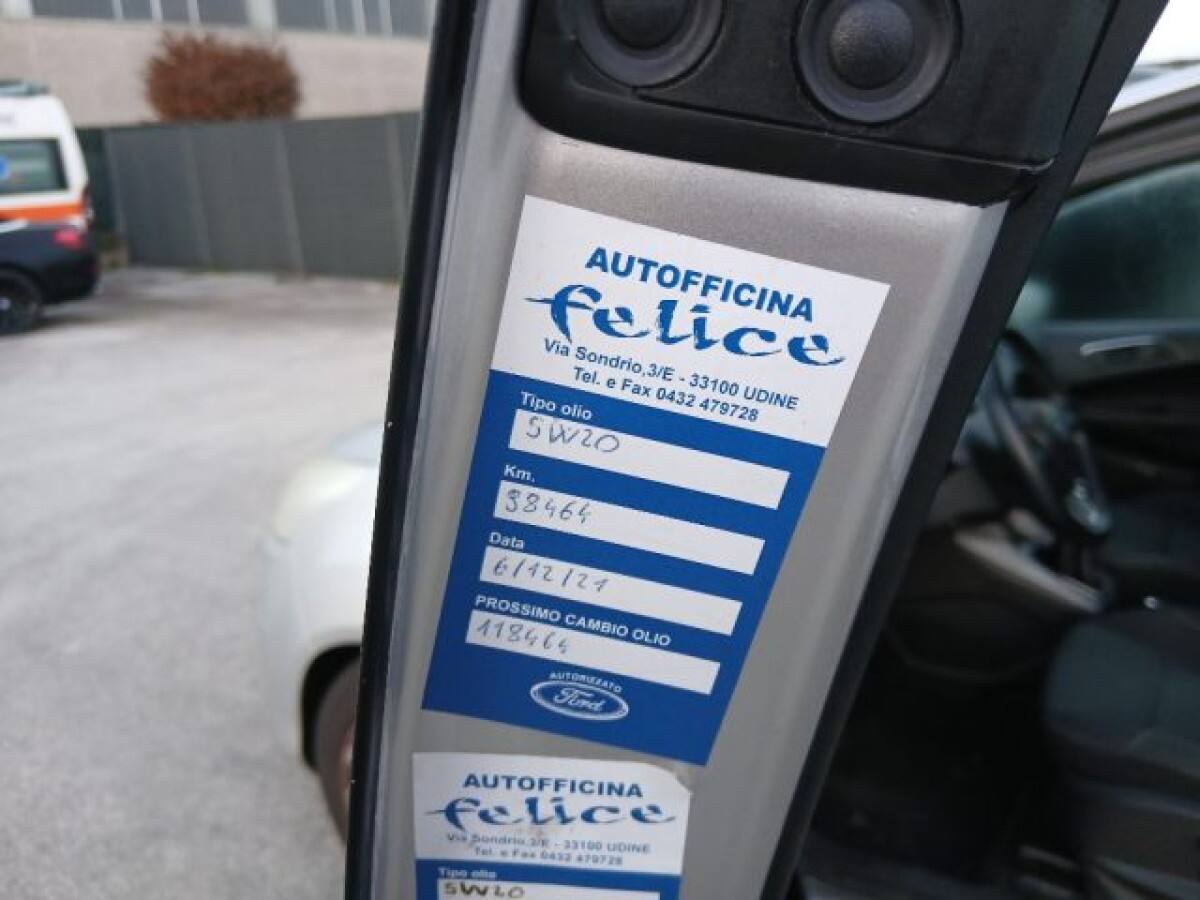 AUTOFFICINA
felice
Via Sondrio,3/E - 33100 UDINE
Tel. e Fax 0432 479728
Tipo olio
5W20
Km.
98464
Data
6/12/21
PROSSIMO CAMBIO OLIO
118464
AUTORIZZATO
Ford
AUTOFFICINA
felice
Via Sondrio,3/E - 33100 UDINE
Tel. e Fax 0432 479728
Tipo olio
5W20